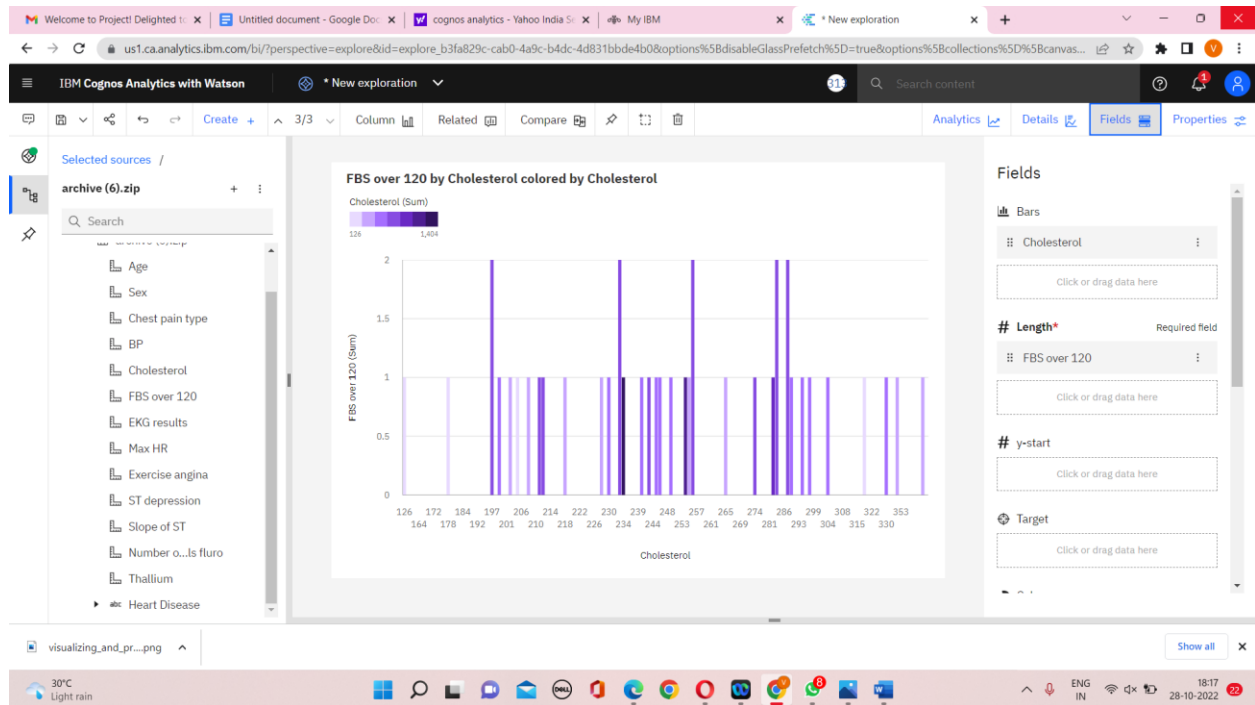 Welcome to Project! Delighted to
Untitled document - Google Doc
cognos analytics - Yahoo India Se
My IBM
* New exploration
us1.ca.analytics.ibm.com/bi/?perspective=explore&id=explore_b3fa829c-cab0-4a9c-b4dc-4d831bbde4b0&options%5BdisableGlassPrefetch%5D=true&options%5Bcollections%5D%5Bcanvas...
V
IBM Cognos Analytics with Watson
* New exploration
Search content
Create +
3/3
Column
Related
Compare
Analytics
Details
Fields
Properties
Selected sources /
archive (6).zip
Search
Age
Sex
Chest pain type
BP
Cholesterol
FBS over 120
EKG results
Max HR
Exercise angina
ST depression
Slope of ST
Number o...ls fluro
Thallium
abc Heart Disease
FBS over 120 by Cholesterol colored by Cholesterol
Cholesterol (Sum)
126 1,404
FBS over 120 (Sum)
2
1.5
1
0.5
0
126 172 184 197 206 214 222 230 239 248 257 265 274 286 299 308 322 353
164 178 192 201 210 218 226 234 244 253 261 269 281 293 304 315 330
Cholesterol
Fields
Bars
Cholesterol
Click or drag data here
# Length* Required field
FBS over 120
Click or drag data here
# y-start
Click or drag data here
Target
Click or drag data here
visualizing_and_pr....png
Show all
30°C
Light rain
DELL
8
ENG
IN
18:17
28-10-2022
22